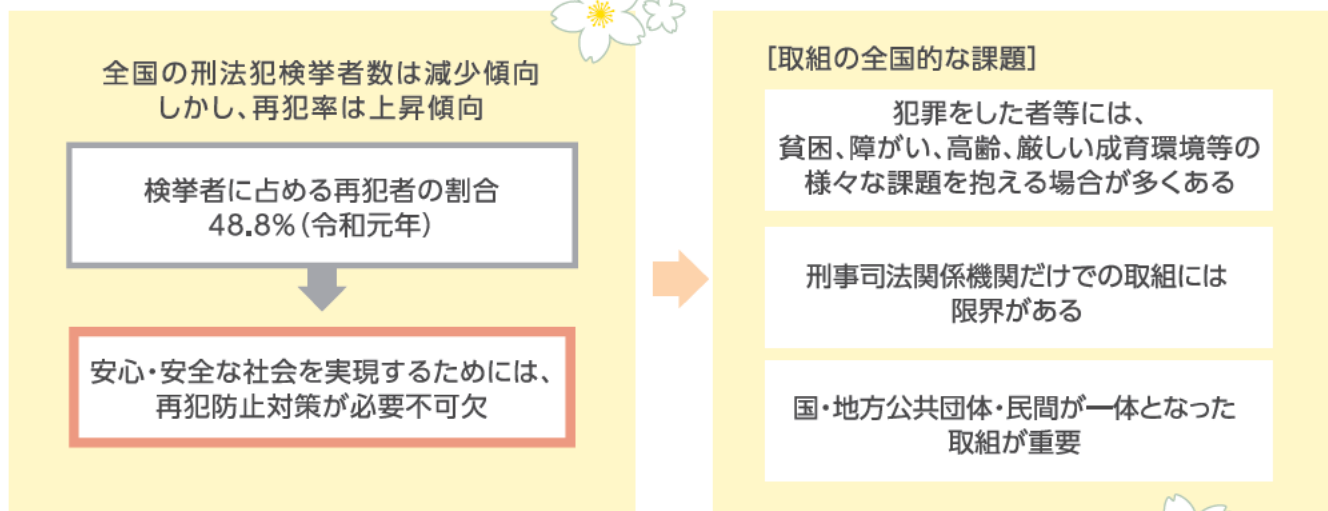 全国の刑法犯検挙者数は減少傾向
しかし、再犯率は上昇傾向
検挙者に占める再犯者の割合
48.8%(令和元年)
安心・安全な社会を実現するためには、
再犯防止対策が必要不可欠
[取組の全国的な課題]
犯罪をした者等には、
貧困、障がい、高齢、厳しい成育環境等の
様々な課題を抱える場合が多くある
刑事司法関係機関だけでの取組には
限界がある
国・地方公共団体・民間が一体となった
取組が重要